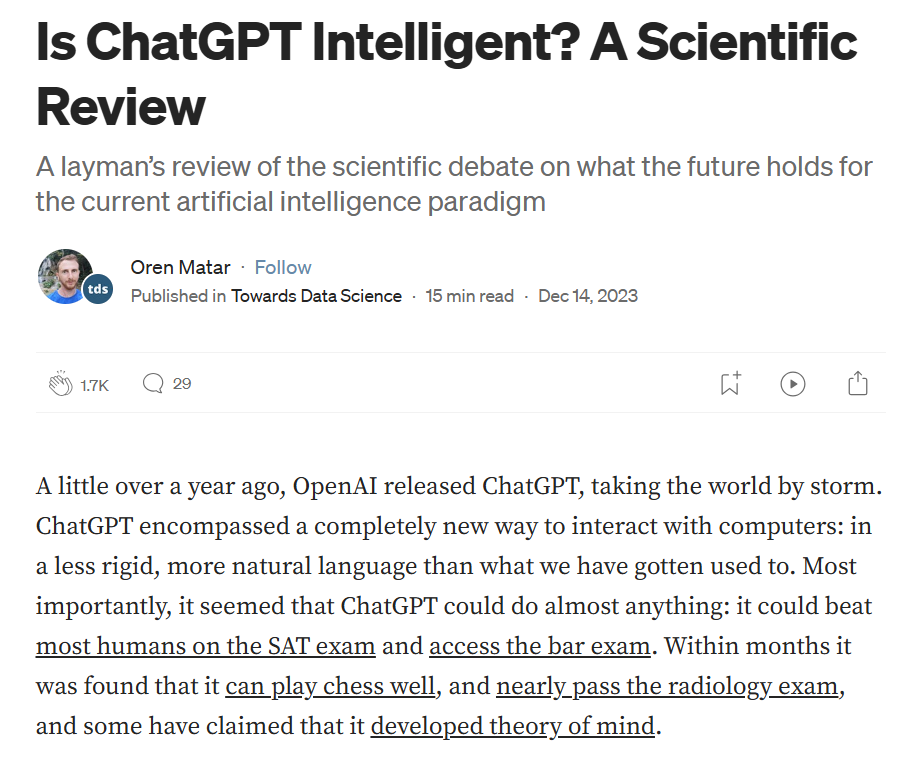 Is ChatGPT Intelligent? A Scientific
Review
A layman’s review of the scientific debate on what the future holds for
the current artificial intelligence paradigm
Oren Matar · Follow
tds
Published in Towards Data Science · 15 min read · Dec 14, 2023
1.7K 29
A little over a year ago, OpenAI released ChatGPT, taking the world by storm.
ChatGPT encompassed a completely new way to interact with computers: in
a less rigid, more natural language than what we have gotten used to. Most
importantly, it seemed that ChatGPT could do almost anything: it could beat
most humans on the SAT exam and access the bar exam. Within months it
was found that it can play chess well, and nearly pass the radiology exam,
and some have claimed that it developed theory of mind.